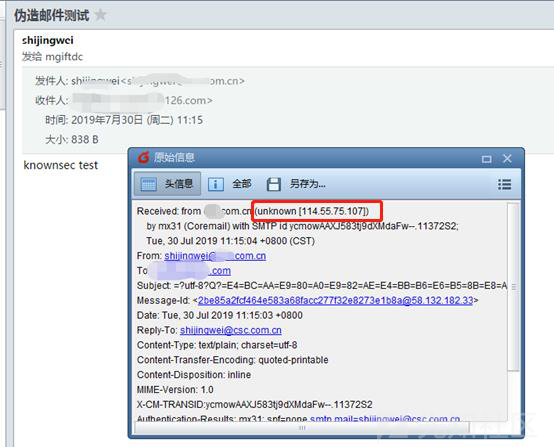 伪造邮件测试
shijingwei
发给 mgiftdc
发件人: shijingwei<shijingwei@ om.cn>
收件人: 126.com>
时间: 2019年7月30日 (周二) 11:15
大小: 838 B
knownsec test
原始信息
头信息 全部 另存为...
Received: from com.cn (unknown [114.55.75.107])
by mx31 (Coremail) with SMTP id ycmowAAXJ583tj9dXMdaFw--.11372S2;
Tue, 30 Jul 2019 11:15:04 +0800 (CST)
From: shijingwei@ .com.cn
To
Subject: =?utf-8?Q?=E4=BC=AA=E9=80=A0=E9=82=AE=E4=BB=B6=E6=B5=8B=E8=A
Message-Id: <2be85a2fcf464e583a68facc277f32e8273e1b8a@58.132.182.33>
Date: Tue, 30 Jul 2019 11:15:03 +0800
Reply-To: shijingwei@csc.com.cn
Content-Type: text/plain; charset=utf-8
Content-Transfer-Encoding: quoted-printable
Content-Disposition: inline
MIME-Version: 1.0
X-CM-TRANSID:ycmowAAXJ583tj9dXMdaFw--.11372S2
Authentication-Results: mx31; spf=none smtp.mail=shijingwei@csc.com.cn